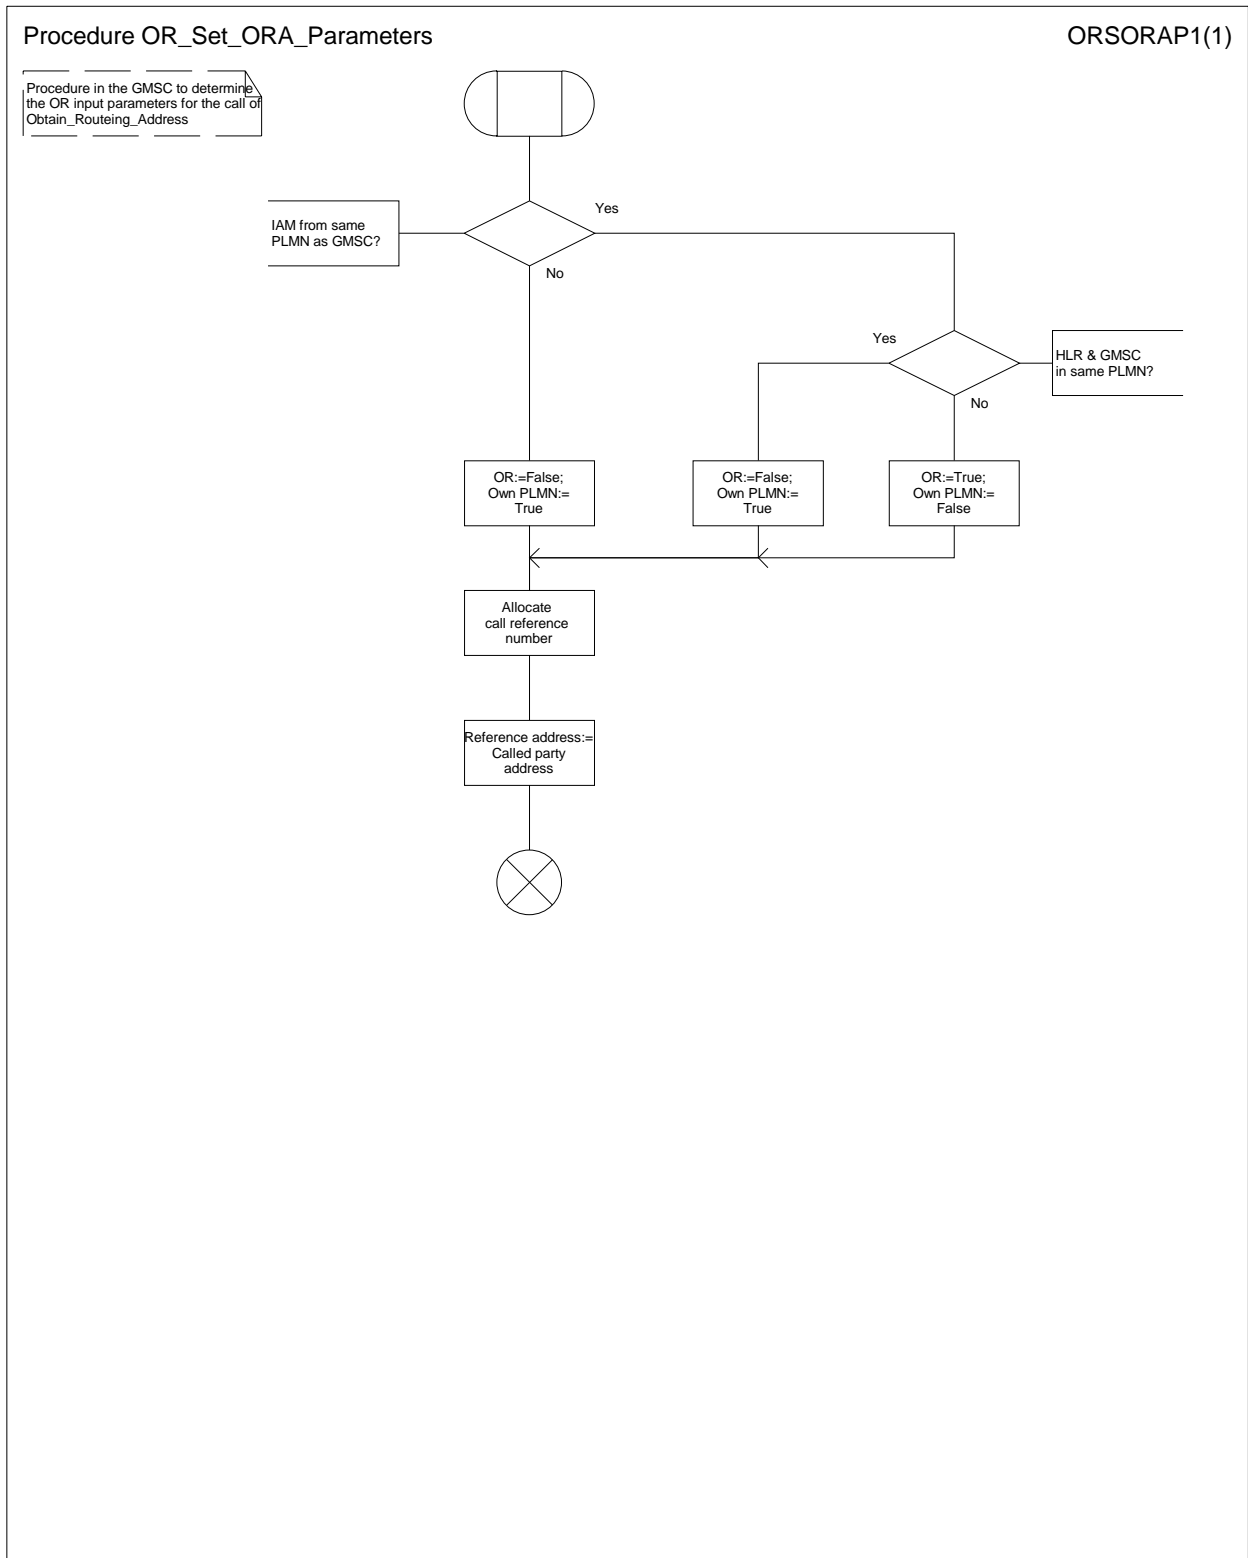 Procedure OR_Set_ORA_Parameters
ORSORAP1(1)
Procedure in the GMSC to determine
the OR input parameters for the call of
Obtain_Routeing_Address
IAM from same
PLMN as GMSC?
Yes
No
Yes
HLR & GMSC
in same PLMN?
No
OR:=False;
Own PLMN:=
True
OR:=False;
Own PLMN:=
True
OR:=True;
Own PLMN:=
False
Allocate
call reference
number
Reference address:=
Called party
address